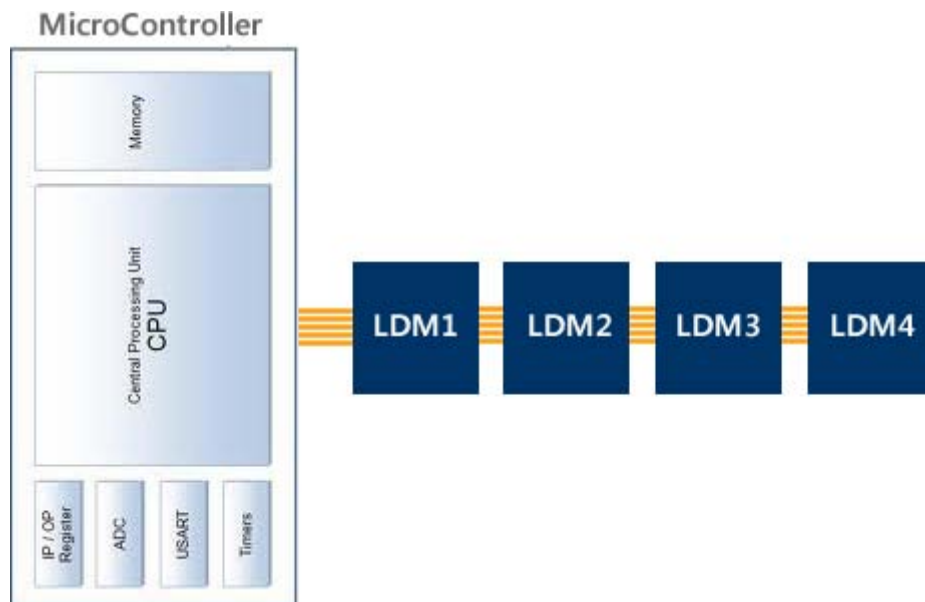 MicroController
Memory
Central Processing Unit
CPU
IP / OP
Register
ADC
USART
Timers
LDM1
LDM2
LDM3
LDM4